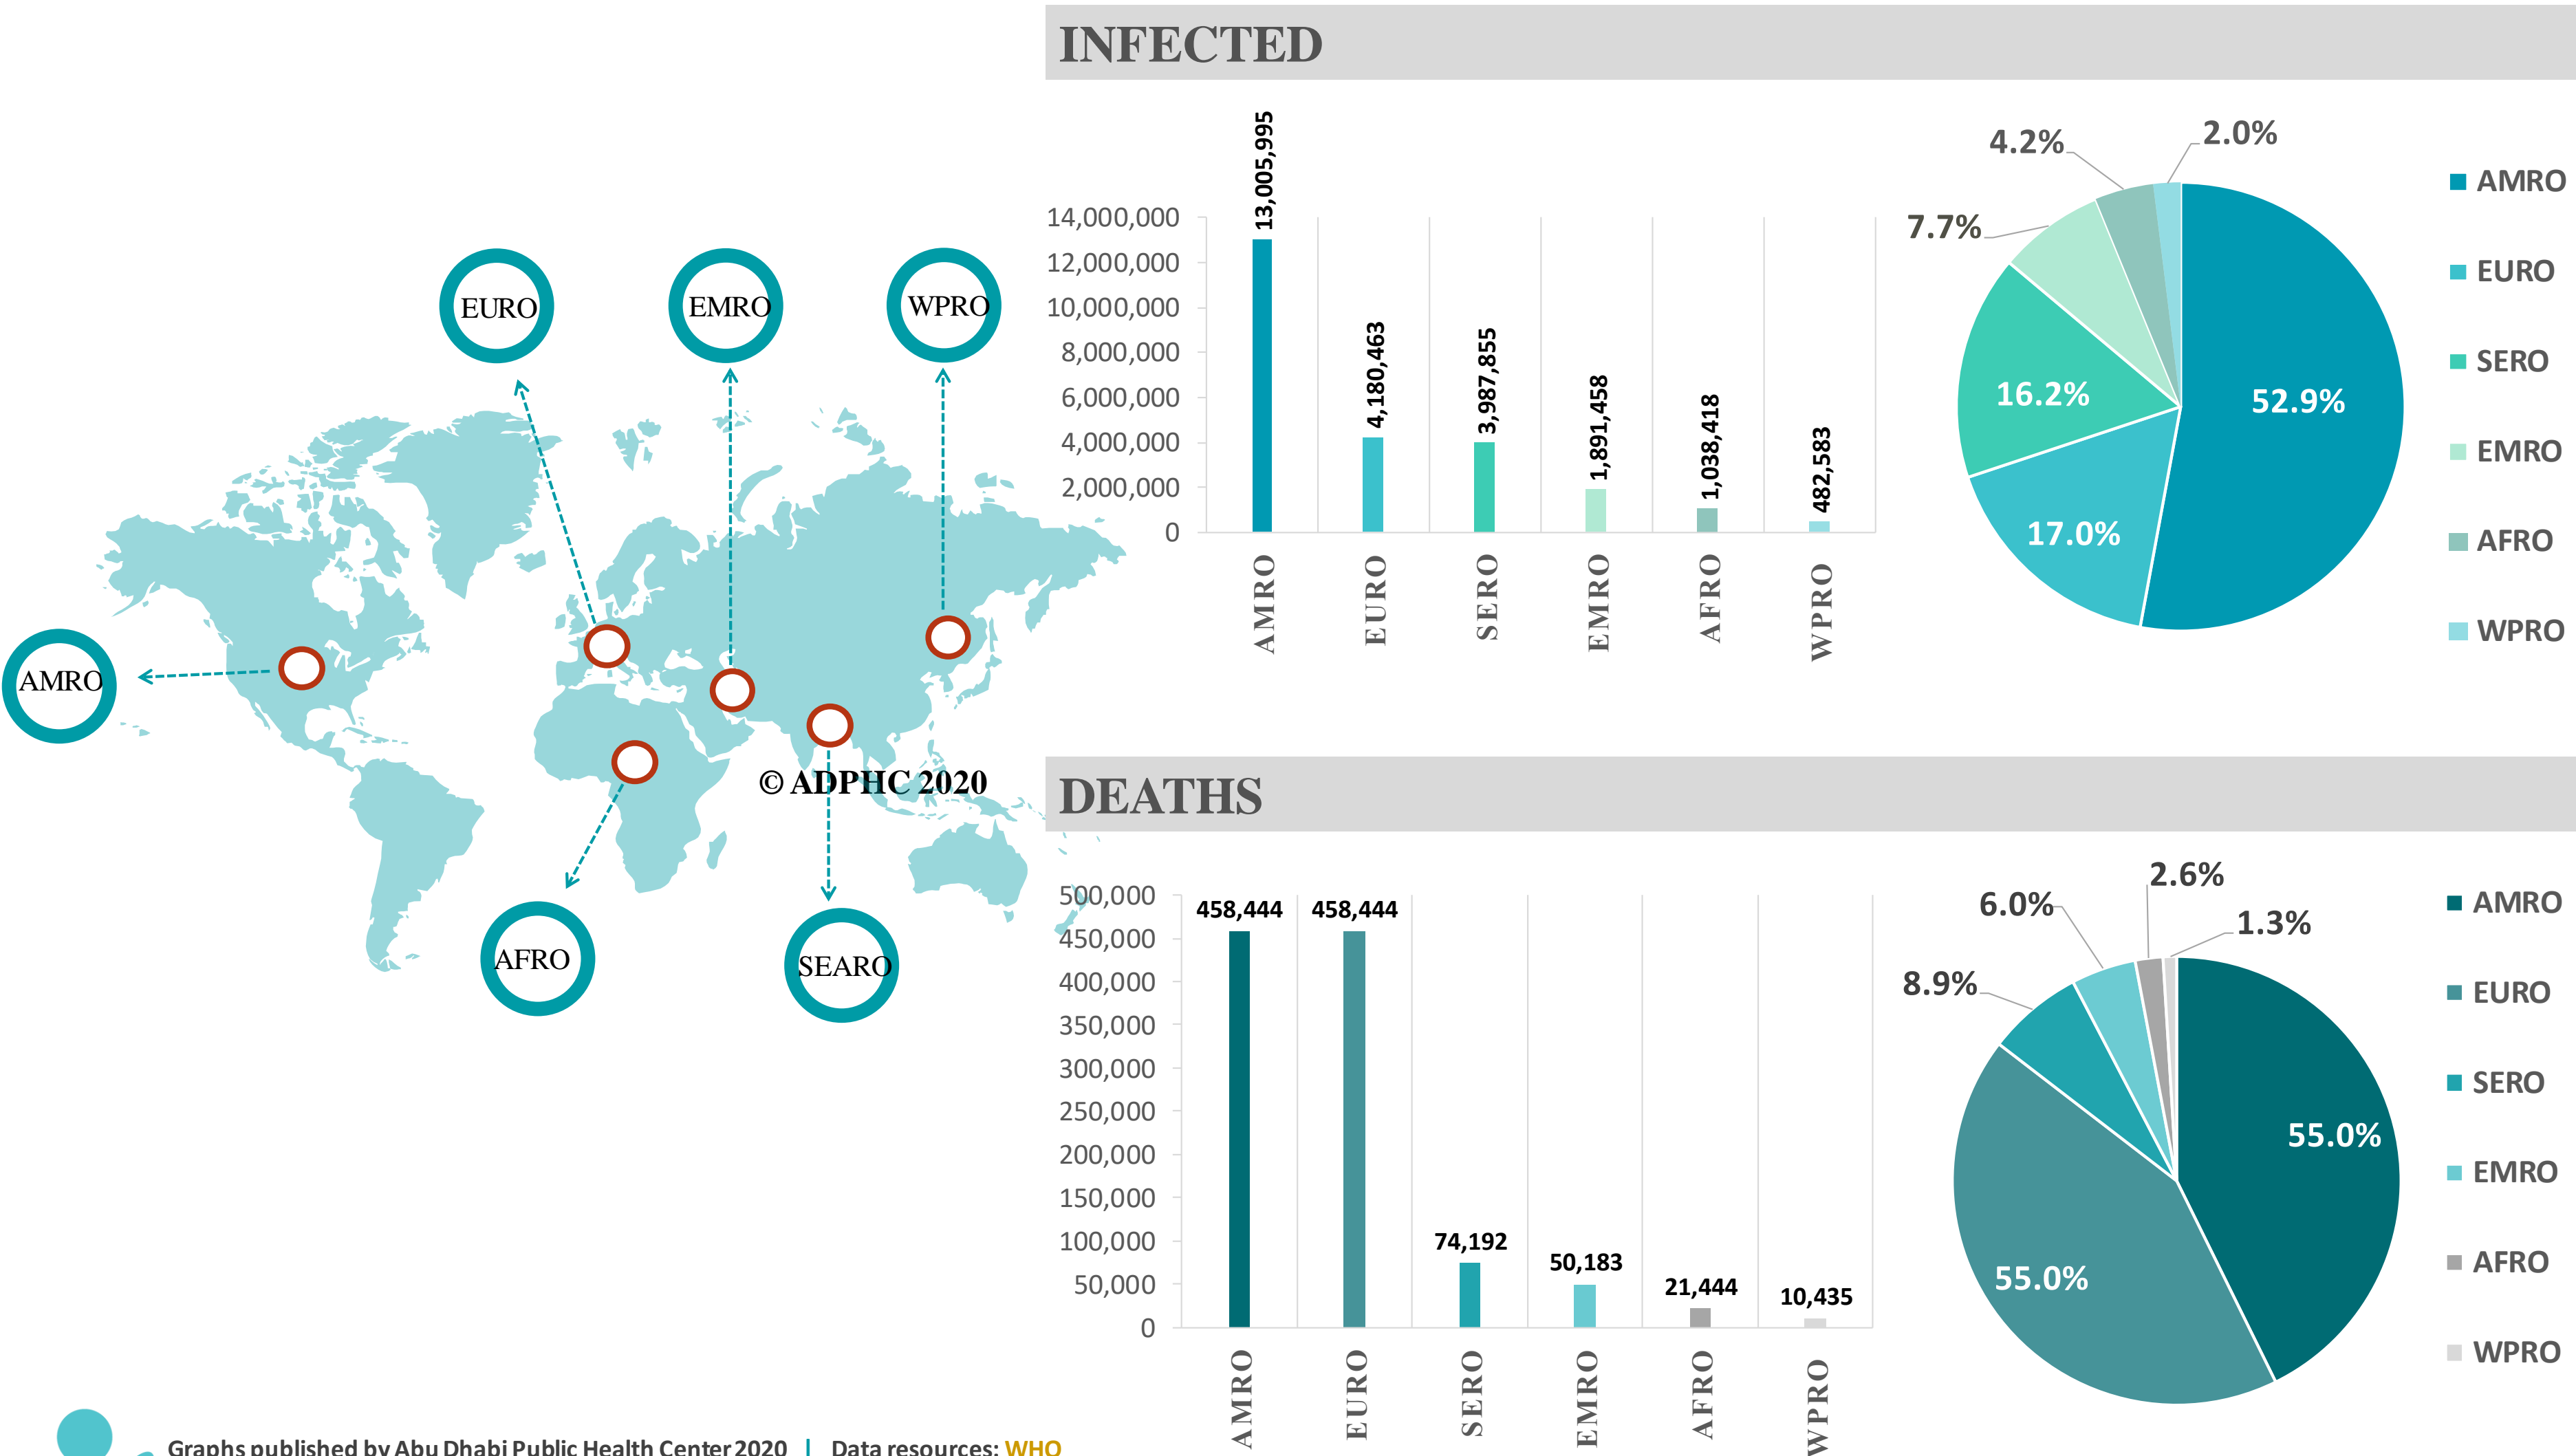 INFECTED
EURO
EMRO
WPRO
AMRO
AFRO
SEARO
© ADPHC 2020
14,000,000
12,000,000
10,000,000
8,000,000
6,000,000
4,000,000
2,000,000
0
13,005,995
4,180,463
3,987,855
1,891,458
1,038,418
482,583
AMRO
EURO
SERO
EMRO
AFRO
WPRO
4.2%
2.0%
7.7%
16.2%
52.9%
17.0%
AMRO
EURO
SERO
EMRO
AFRO
WPRO
DEATHS
500,000
450,000
400,000
350,000
300,000
250,000
200,000
150,000
100,000
50,000
0
458,444
458,444
74,192
50,183
21,444
10,435
AMRO
EURO
SERO
EMRO
AFRO
WPRO
2.6%
6.0%
1.3%
8.9%
55.0%
55.0%
AMRO
EURO
SERO
EMRO
AFRO
WPRO
Graphs published by Abu Dhabi Public Health Center 2020 | Data resources: WHO